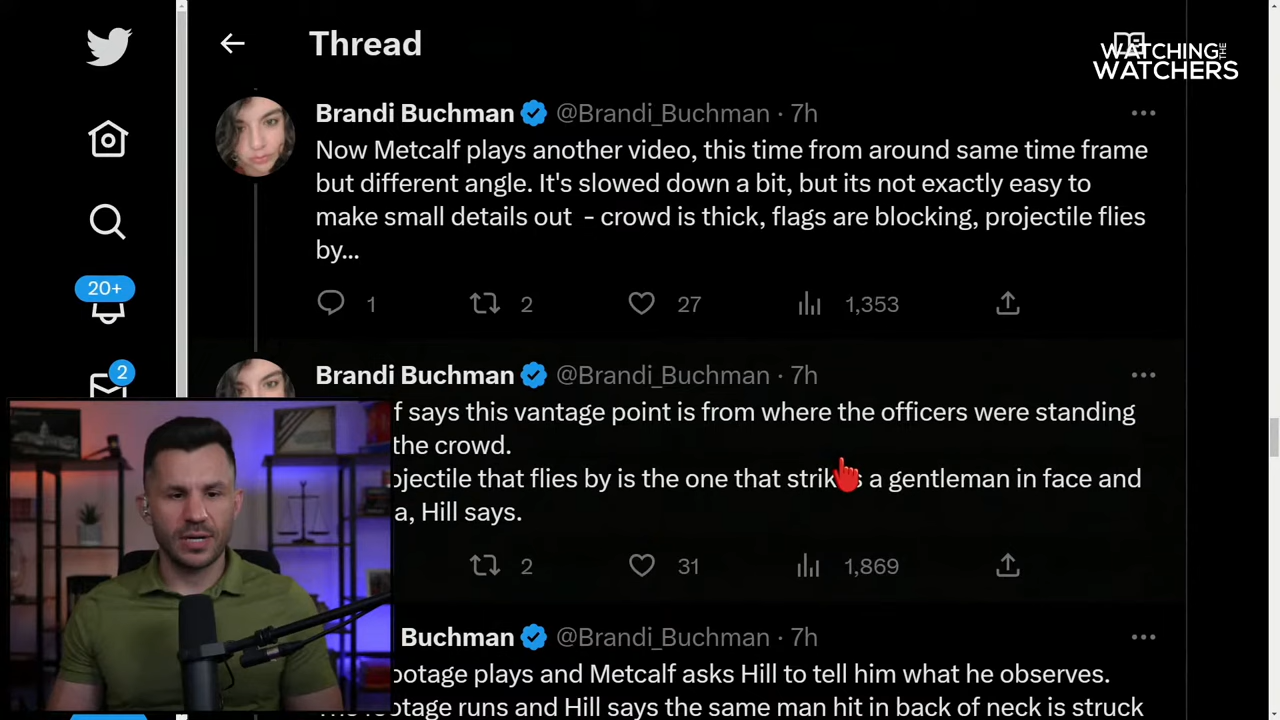 Thread
WATCHING THE
WATCHERS
Brandi Buchman @Brandi_Buchman · 7h
Now Metcalf plays another video, this time from around same time frame
but different angle. It's slowed down a bit, but its not exactly easy to
make small details out - crowd is thick, flags are blocking, projectile flies
by...
1 2 27 1,353
20+
2
Brandi Buchman @Brandi_Buchman · 7h
f says this vantage point is from where the officers were standing
the crowd.
ojectile that flies by is the one that strikes a gentleman in face and
a, Hill says.
2 31 1,869
Buchman @Brandi_Buchman · 7h
ootage plays and Metcalf asks Hill to tell him what he observes.
The footage runs and Hill says the same man hit in back of neck is struck